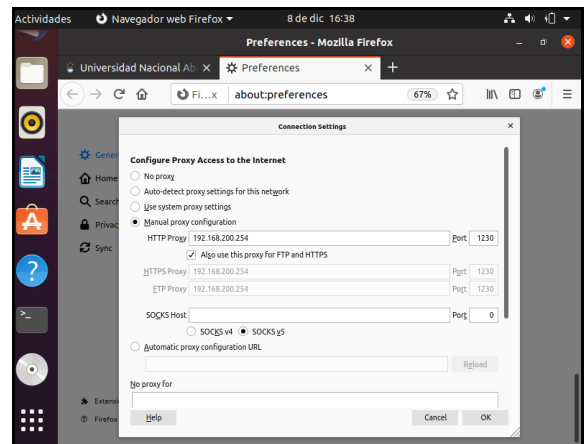 Actividades Navegador web Firefox 8 de dic 16:38
Preferences - Mozilla Firefox
Universidad Nacional Ab Preferences
Fi...x about:preferences 67%
Connection Settings
Gener
Home
Search
Privac
Sync
Extensi
Firefox
Configure Proxy Access to the Internet
No proxy
Auto-detect proxy settings for this network
Use system proxy settings
Manual proxy configuration
HTTP Proxy 192.168.200.254 Port 1230
Also use this proxy for FTP and HTTPS
HTTPS Proxy 192.168.200.254 Port 1230
FTP Proxy 192.168.200.254 Port 1230
SOCKS Host Port 0
SOCKS v4 SOCKS v5
Automatic proxy configuration URL
Reload
No proxy for
Help Cancel OK